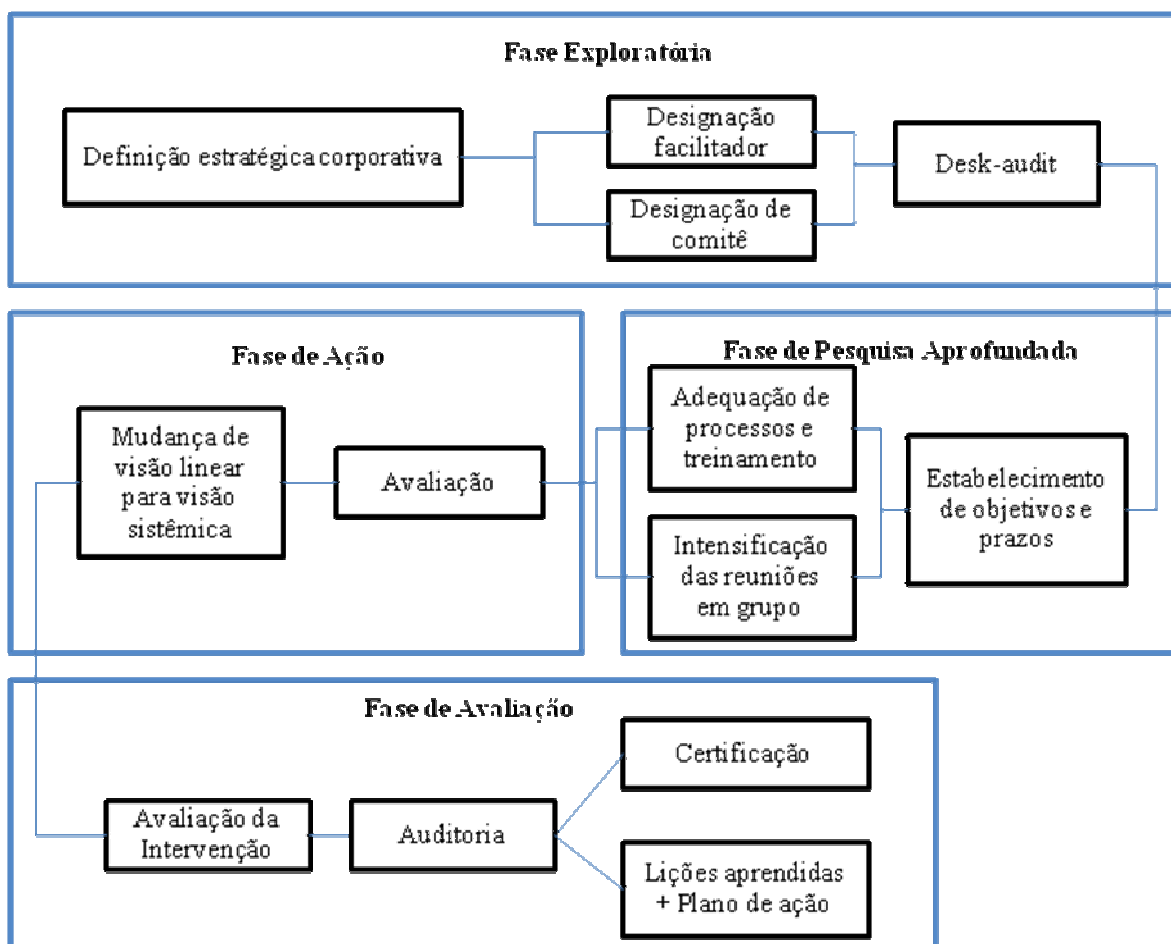 Fase Exploratória
Definição estratégica corporativa
Designação
facilitador
Designação de
comitê
Desk-audit
Fase de Ação
Mudança de
visão linear
para visão
sistêmica
Avaliação
Fase de Pesquisa Aprofundada
Adequação de
processos e
treinamento
Intensificação
das reuniões
em grupo
Estabelecimento
de objetivos e
prazos
Fase de Avaliação
Avaliação da
Intervenção
Auditoria
Certificação
Lições aprendidas
+ Plano de ação